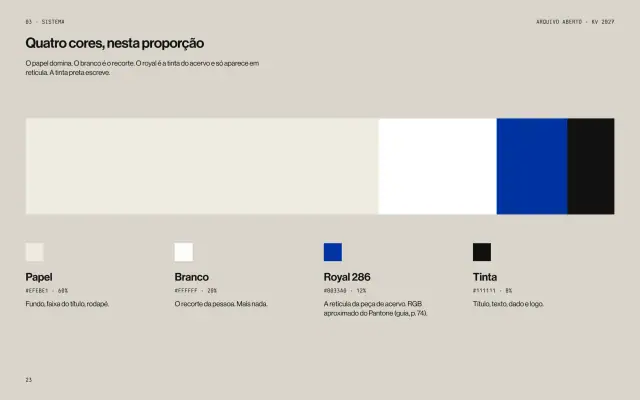 03 · SISTEMA
ARQUIVO ABERTO · KV 2027
Quatro cores, nesta proporção
O papel domina. O branco é o recorte. O royal é a tinta do acervo e só aparece em
retícula. A tinta preta escreve.
Papel
#EFEBE1 · 60%
Fundo, faixa do título, rodapé.
Branco
#FFFFFF · 20%
O recorte da pessoa. Mais nada.
Royal 286
#0033A0 · 12%
A retícula da peça de acervo. RGB
aproximado do Pantone (guia, p. 74).
Tinta
#111111 · 8%
Título, texto, dado e logo.
23